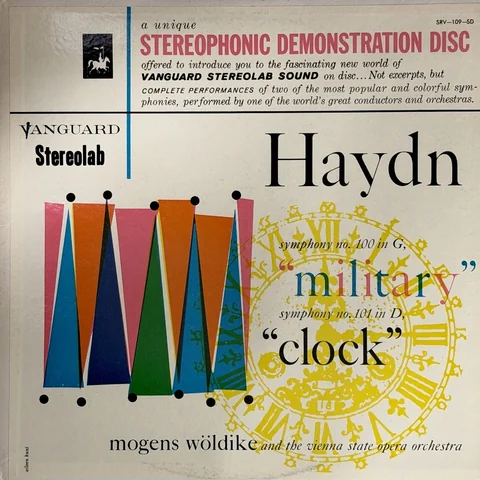 a unique
SRV-109-SD
STEREOPHONIC DEMONSTRATION DISC
offered to introduce you to the fascinating new world of
VANGUARD STEREOLAB SOUND on disc...Not excerpts, but
COMPLETE PERFORMANCES of two of the most popular and colorful sym-
phonies, performed by one of the world's great conductors and orchestras.
VANGUARD
Stereolab
Haydn
symphony no. 100 in G,
"military"
symphony no. 101 in D,
"clock"
mogens wöldike and the vienna state opera orchestra